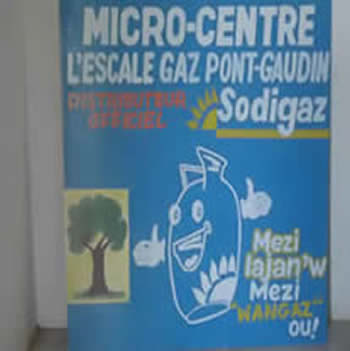 MICRO-CENTRE
L'ESCALE GAZ PONT-GAUDIN
DISTRIBUTEUR
OFFICIEL
Sodigaz
Mezi
lajan'w
Mezi
"WANGAZ"
OU!